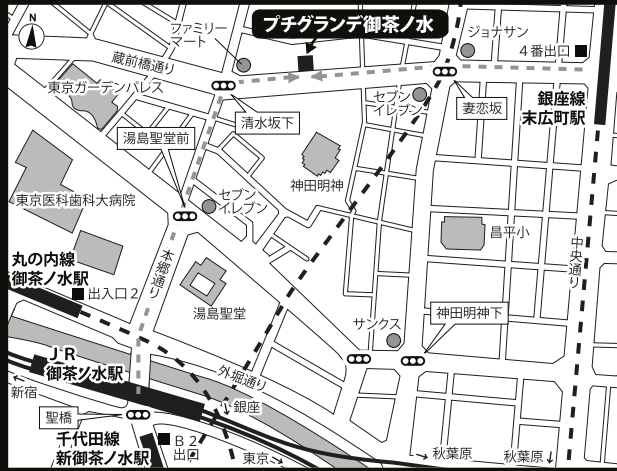 N
ファミリー
マート
プチグランデ御茶ノ水
ジョナサン
4番出口
蔵前橋通り
東京ガーデンパレス
セブン
イレブン
妻恋坂
銀座線
末広町駅
清水坂下
湯島聖堂前
神田明神
東京医科歯科大病院
セブン
イレブン
昌平小
中央通り
丸の内線
御茶ノ水駅
出入口2
本郷通り
湯島聖堂
神田明神下
サンクス
JR
御茶ノ水駅
外堀通り
新宿
銀座
聖橋
千代田線
新御茶ノ水駅
B2
出口
東京
秋葉原
秋葉原